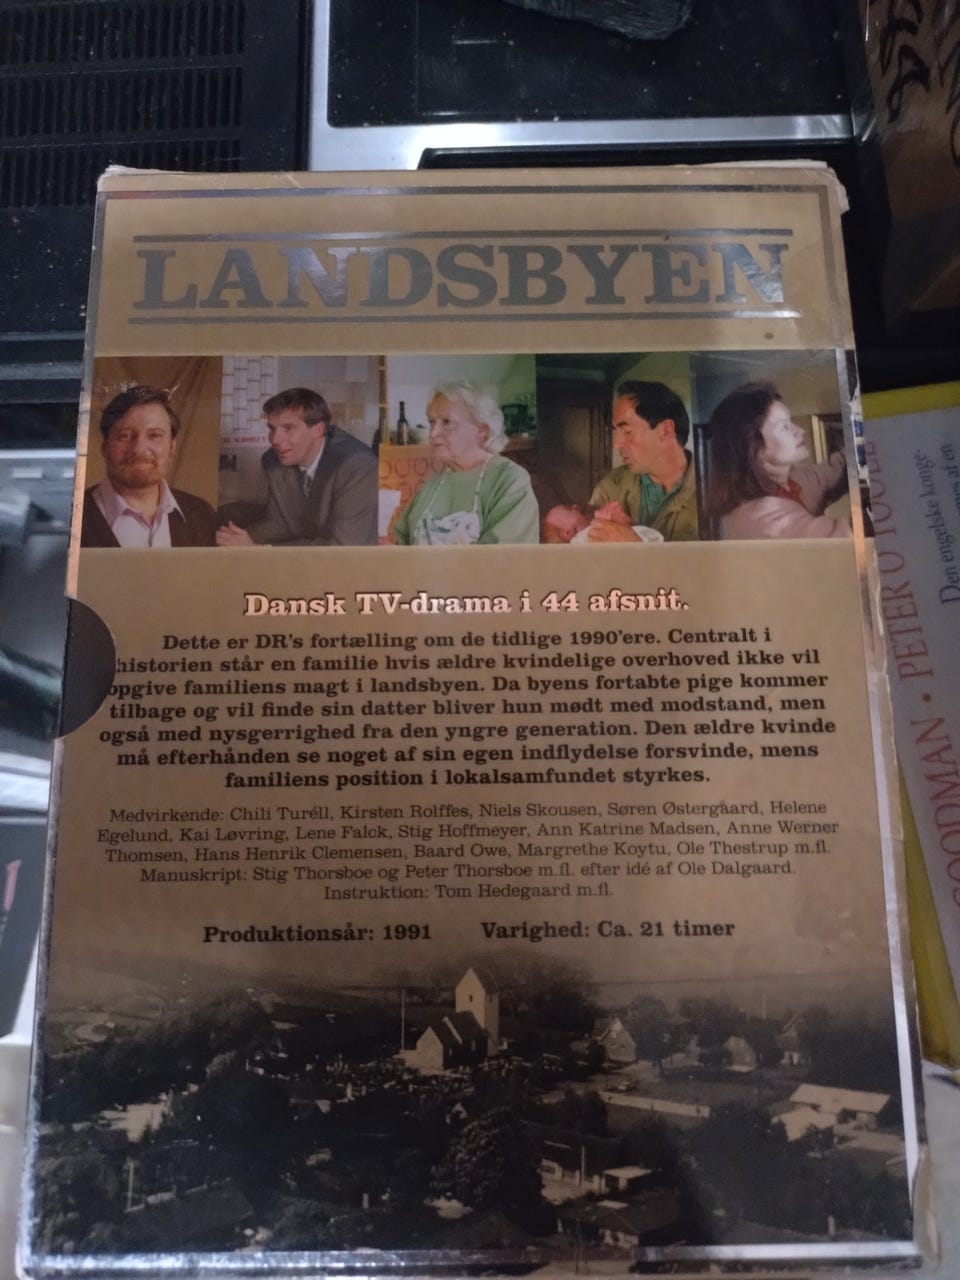 LANDSBYEN
Dansk TV-drama i 44 afsnit.
Dette er DR's fortælling om de tidlige 1990'ere. Centralt i
historien står en familie hvis ældre kvindelige overhoved ikke vil
opgive familiens magt i landsbyen. Da byens fortabte pige kommer
tilbage og vil finde sin datter bliver hun mødt med modstand, men
også med nysgerrighed fra den yngre generation. Den ældre kvinde
må efterhånden se noget af sin egen indflydelse forsvinde, mens
familiens position i lokalsamfundet styrkes.
Medvirkende: Chili Turéll, Kirsten Rolffes, Niels Skousen, Søren Østergaard, Helene
Egelund, Kai Løvring, Lene Falck, Stig Hoffmeyer, Ann Katrine Madsen, Anne Werner
Thomsen, Hans Henrik Clemensen, Baard Owe, Margrethe Koytu, Ole Thestrup m.fl.
Manuskript: Stig Thorsboe og Peter Thorsboe m.fl. efter idé af Ole Dalgaard.
Instruktion: Tom Hedegaard m.fl.
Produktionsår: 1991 Varighed: Ca. 21 timer
GOODMAN • PETER O'TOOLE
Den engelske konge-
af en